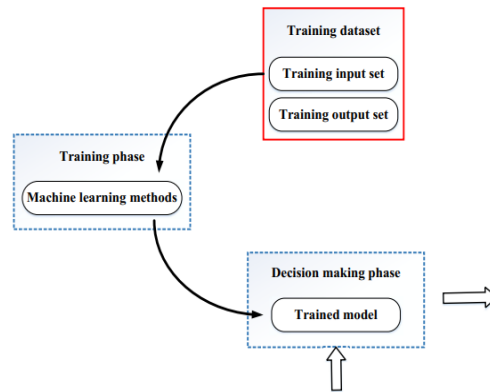 Training dataset
Training input set
Training output set
Training phase
Machine learning methods
Decision making phase
Trained model